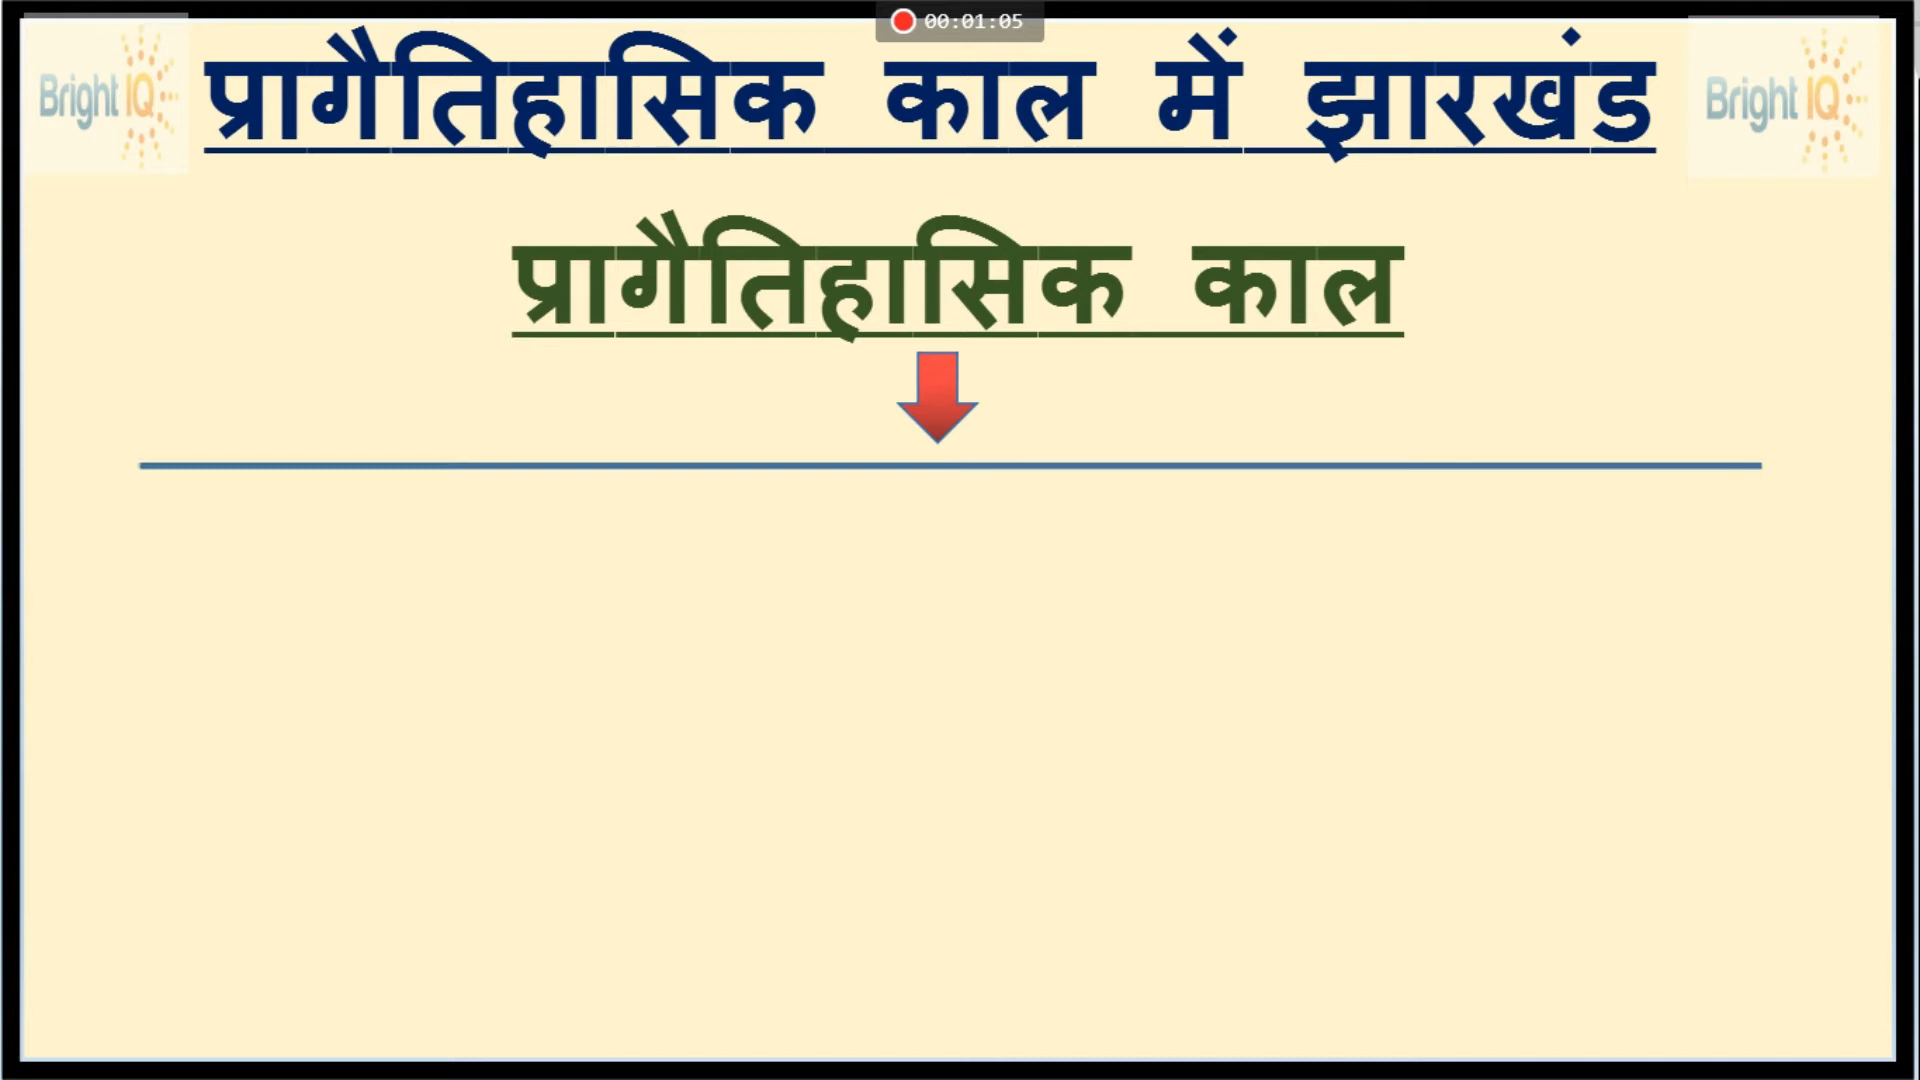 00:01:05
Bright IQ
प्रागैतिहासिक काल में झारखंड
Bright IQ
प्रागैतिहासिक काल